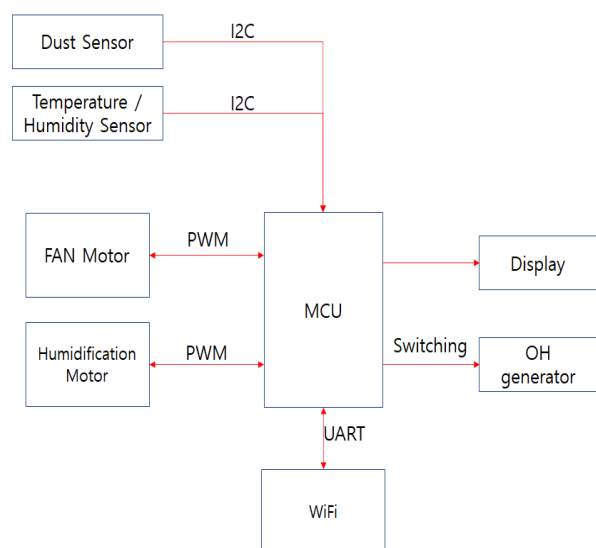 Dust Sensor
I2C
Temperature /
Humidity Sensor
I2C
FAN Motor
PWM
MCU
Display
Humidification
Motor
PWM
Switching
OH
generator
UART
WiFi